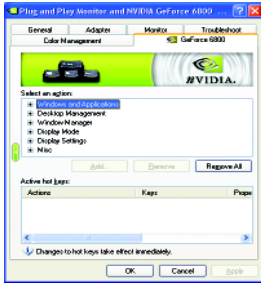 Plug and Play Monitor and NVIDIA GeForce 6800 ...
General Adapter Monitor Troubleshoot
Color Management GeForce 6800
NVIDIA.
Select an action:
Windows and Applications
Desktop Management
Window Manager
Display Mode
Display Settings
Misc
Add... Remove Remove All
Active hot keys:
Actions Keys Prope
Changes to hot keys take effect immediately.
OK Cancel Apply